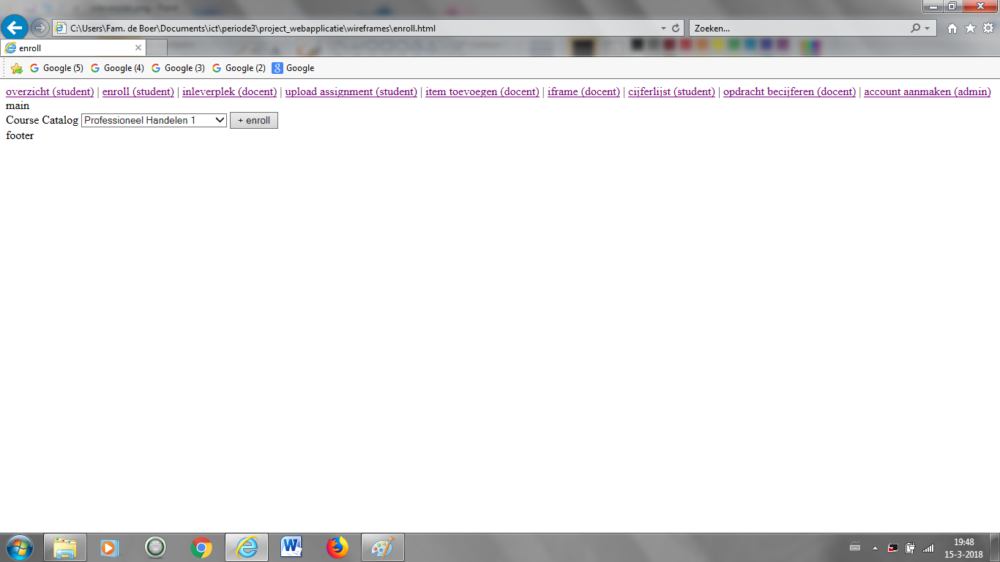 C:\Users\Fam. de Boer\Documents\ict\periode3\project_webapplicatie\wireframes\enroll.html
Zoeken...
enroll
Google (5) Google (4) Google (3) Google (2) Google
overzicht (student) | enroll (student) | inleverplek (docent) | upload assignment (student) | item toevoegen (docent) | iframe (docent) | cijferlijst (student) | opdracht becijferen (docent) | account aanmaken (admin)
main
Course Catalog Professioneel Handelen 1 + enroll
footer
19:48
15-3-2018